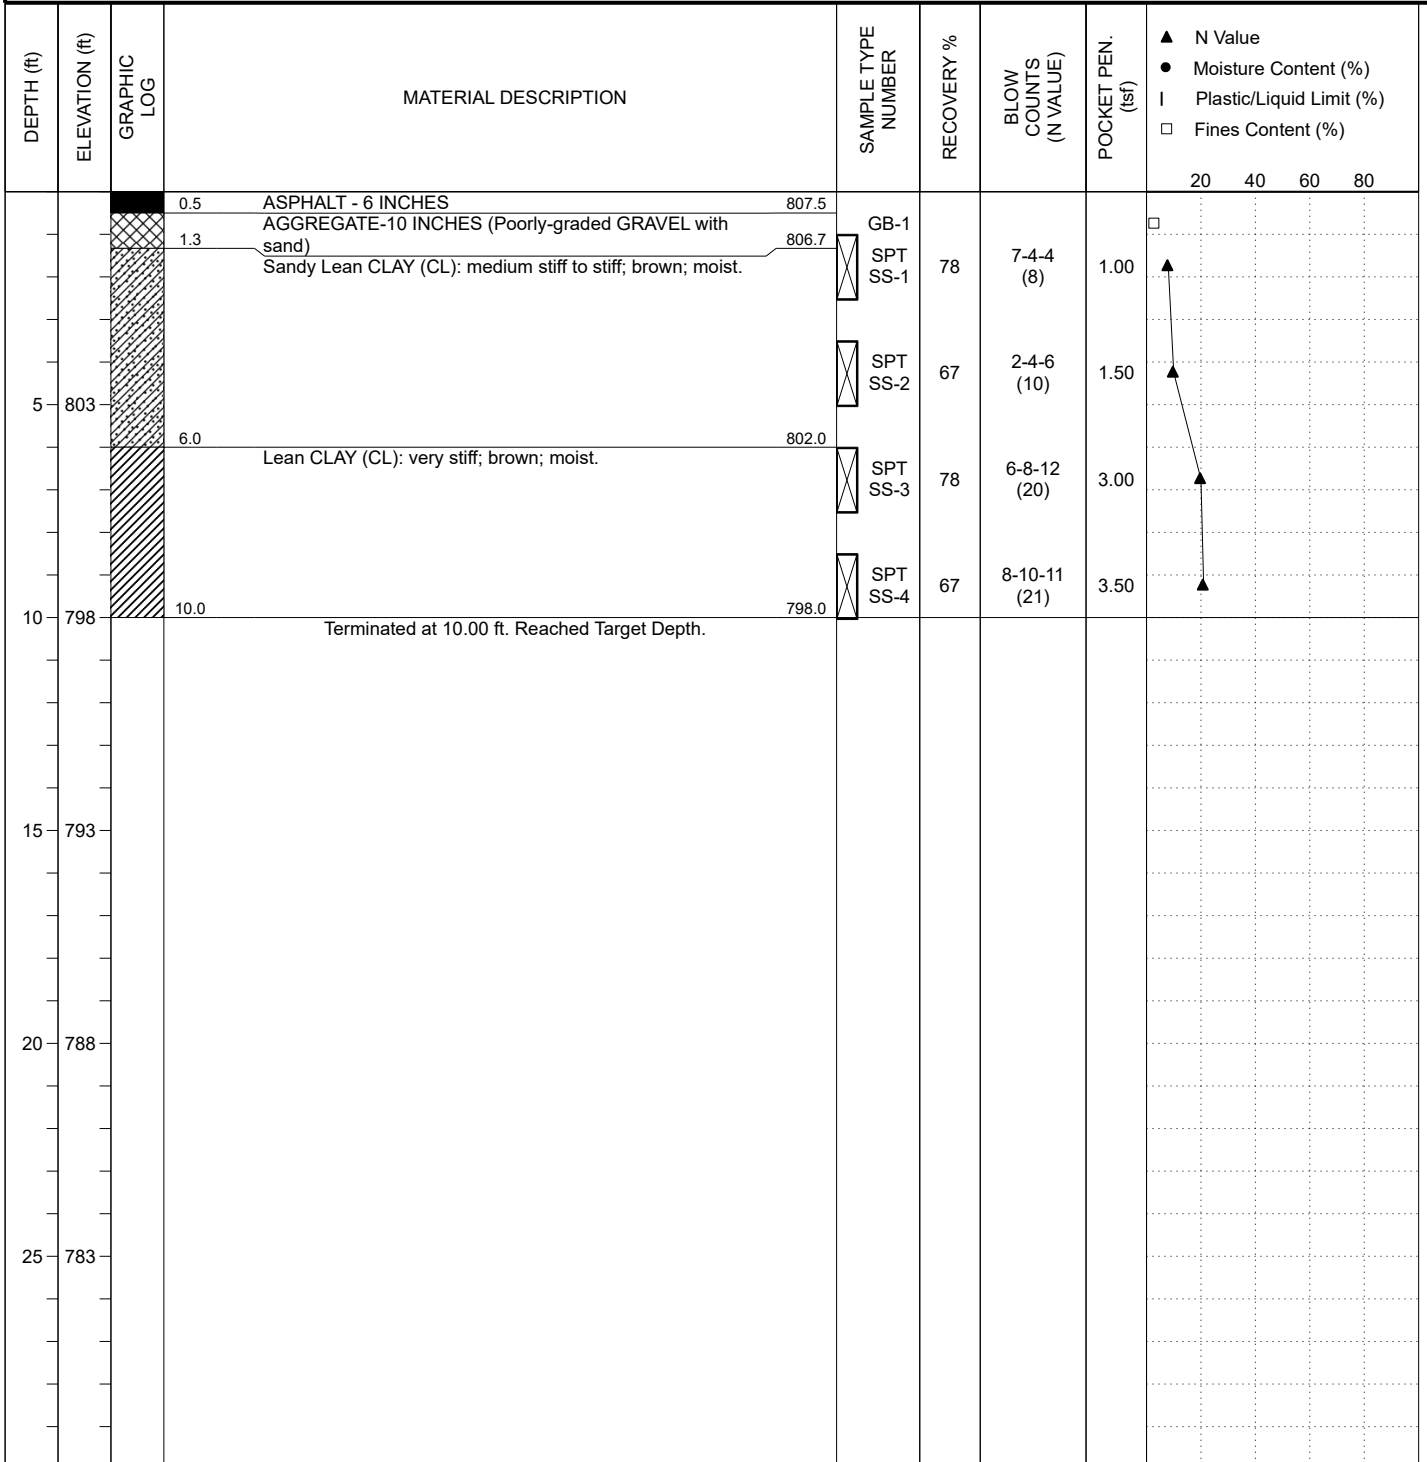 DEPTH (ft)
ELEVATION (ft)
GRAPHIC
LOG
MATERIAL DESCRIPTION
SAMPLE TYPE
NUMBER
RECOVERY %
BLOW
COUNTS
(N VALUE)
POCKET PEN.
(tsf)
N Value
Moisture Content (%)
Plastic/Liquid Limit (%)
Fines Content (%)
20 40 60 80
0.5 ASPHALT - 6 INCHES 807.5
AGGREGATE-10 INCHES (Poorly-graded GRAVEL with GB-1
1.3 sand) 806.7
Sandy Lean CLAY (CL): medium stiff to stiff; brown; moist.
SPT
SS-1
78
7-4-4
(8)
1.00
SPT
SS-2
67
2-4-6
(10)
1.50
5 803
6.0 802.0
Lean CLAY (CL): very stiff; brown; moist.
SPT
SS-3
78
6-8-12
(20)
3.00
SPT
SS-4
67
8-10-11
(21)
3.50
10.0 798.0
10 798
Terminated at 10.00 ft. Reached Target Depth.
15 793
20 788
25 783